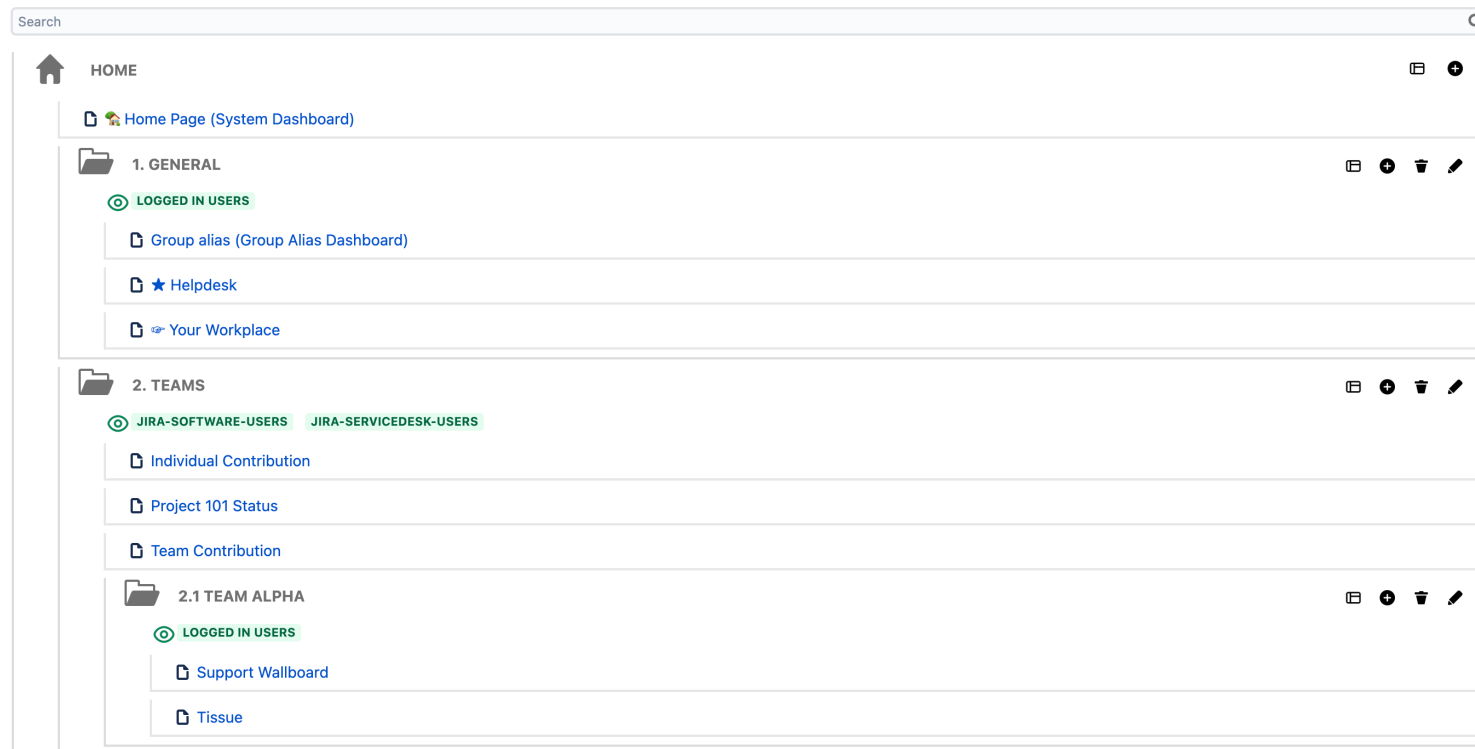 Search
HOME
🏡 Home Page (System Dashboard)
1. GENERAL
LOGGED IN USERS
Group alias (Group Alias Dashboard)
★ Helpdesk
☞ Your Workplace
2. TEAMS
JIRA-SOFTWARE-USERS JIRA-SERVICEDESK-USERS
Individual Contribution
Project 101 Status
Team Contribution
2.1 TEAM ALPHA
LOGGED IN USERS
Support Wallboard
Tissue